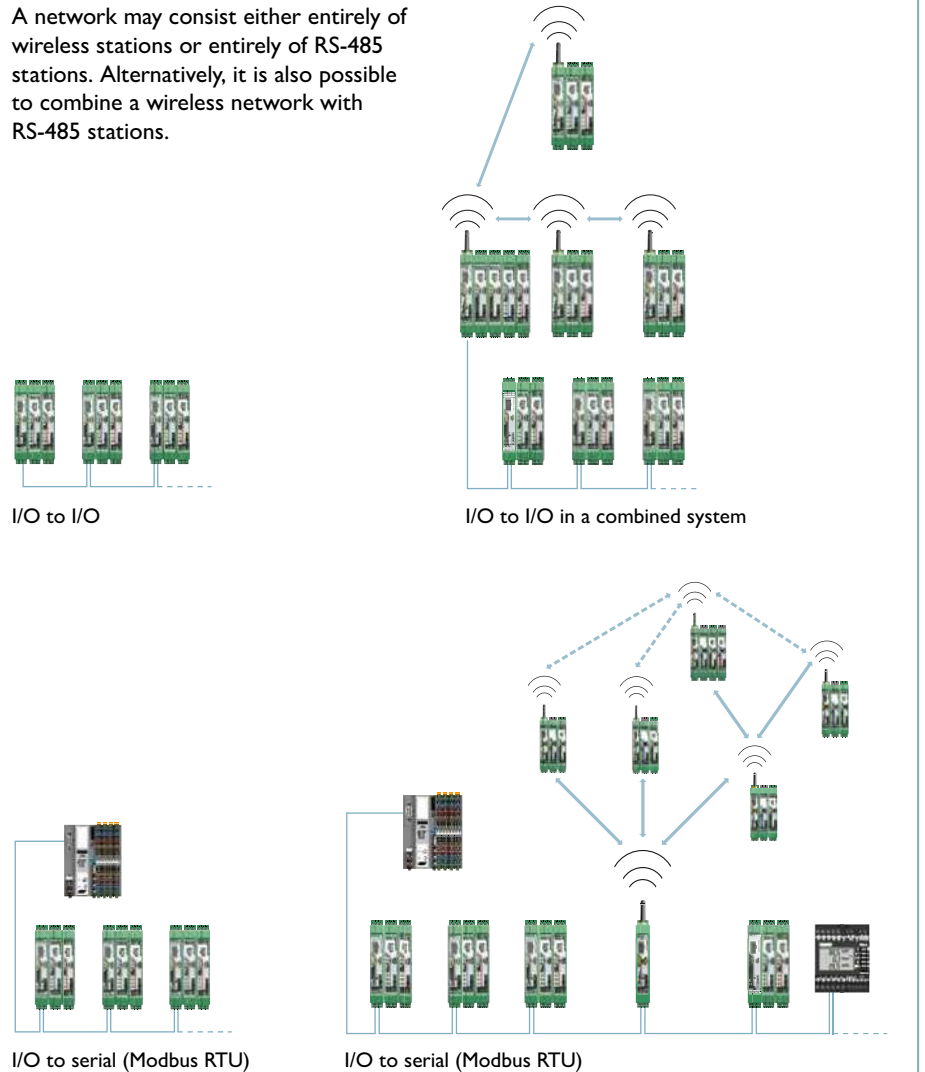 A network may consist either entirely of
wireless stations or entirely of RS-485
stations. Alternatively, it is also possible
to combine a wireless network with
RS-485 stations.
I/O to I/O
I/O to I/O in a combined system
I/O to serial (Modbus RTU)
I/O to serial (Modbus RTU)